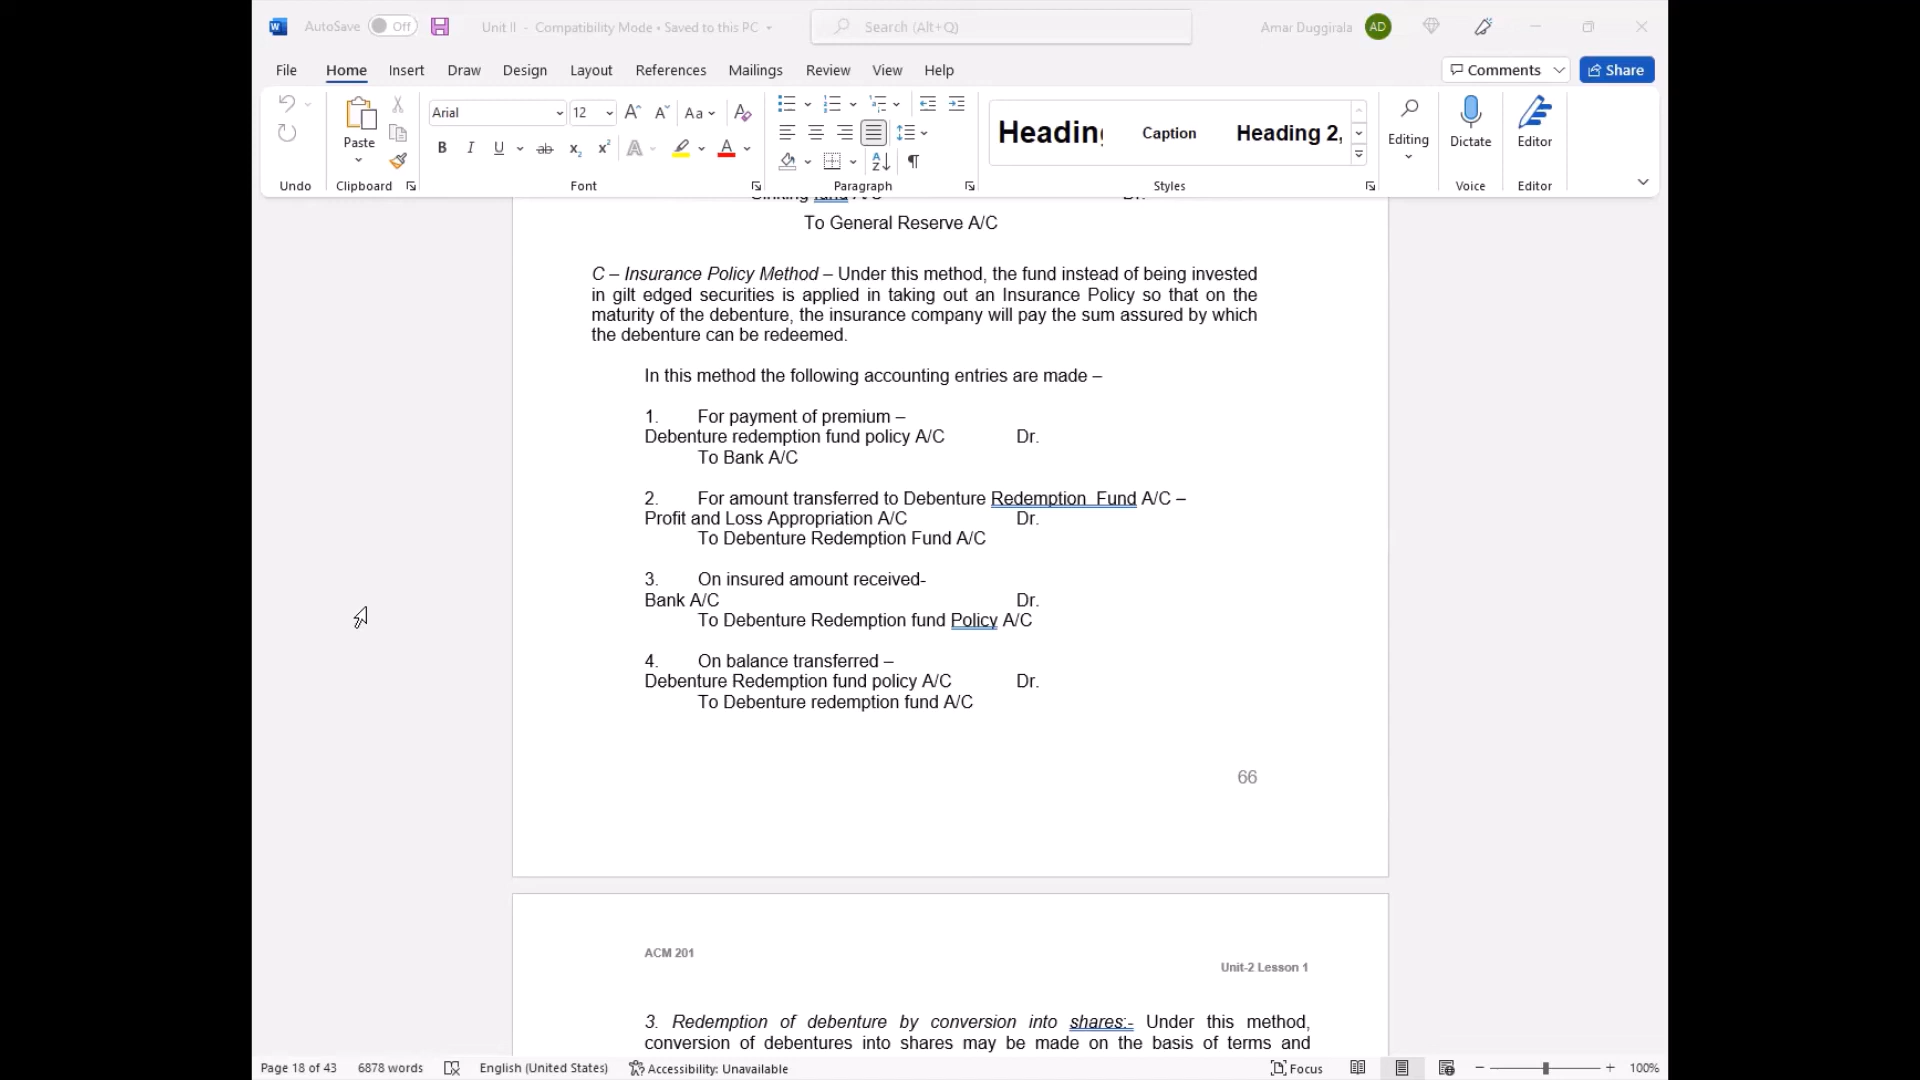 AutoSave Off Unit II - Compatibility Mode • Saved to this PC Search (Alt+Q) Amar Duggirala AD
File Home Insert Draw Design Layout References Mailings Review View Help Comments Share
Paste Arial 12 Aa Heading Caption Heading 2, Editing Dictate Editor
B I U ab x₂ x² A A
Undo Clipboard Font Paragraph Styles Voice Editor
Sinking fund A/C Dr.
To General Reserve A/C
C – Insurance Policy Method – Under this method, the fund instead of being invested
in gilt edged securities is applied in taking out an Insurance Policy so that on the
maturity of the debenture, the insurance company will pay the sum assured by which
the debenture can be redeemed.
In this method the following accounting entries are made –
1. For payment of premium –
Debenture redemption fund policy A/C Dr.
To Bank A/C
2. For amount transferred to Debenture Redemption Fund A/C –
Profit and Loss Appropriation A/C Dr.
To Debenture Redemption Fund A/C
3. On insured amount received-
Bank A/C Dr.
To Debenture Redemption fund Policy A/C
4. On balance transferred –
Debenture Redemption fund policy A/C Dr.
To Debenture redemption fund A/C
66
ACM 201
Unit-2 Lesson 1
3. Redemption of debenture by conversion into shares:- Under this method,
conversion of debentures into shares may be made on the basis of terms and
Page 18 of 43 6878 words English (United States) Accessibility: Unavailable Focus 100%